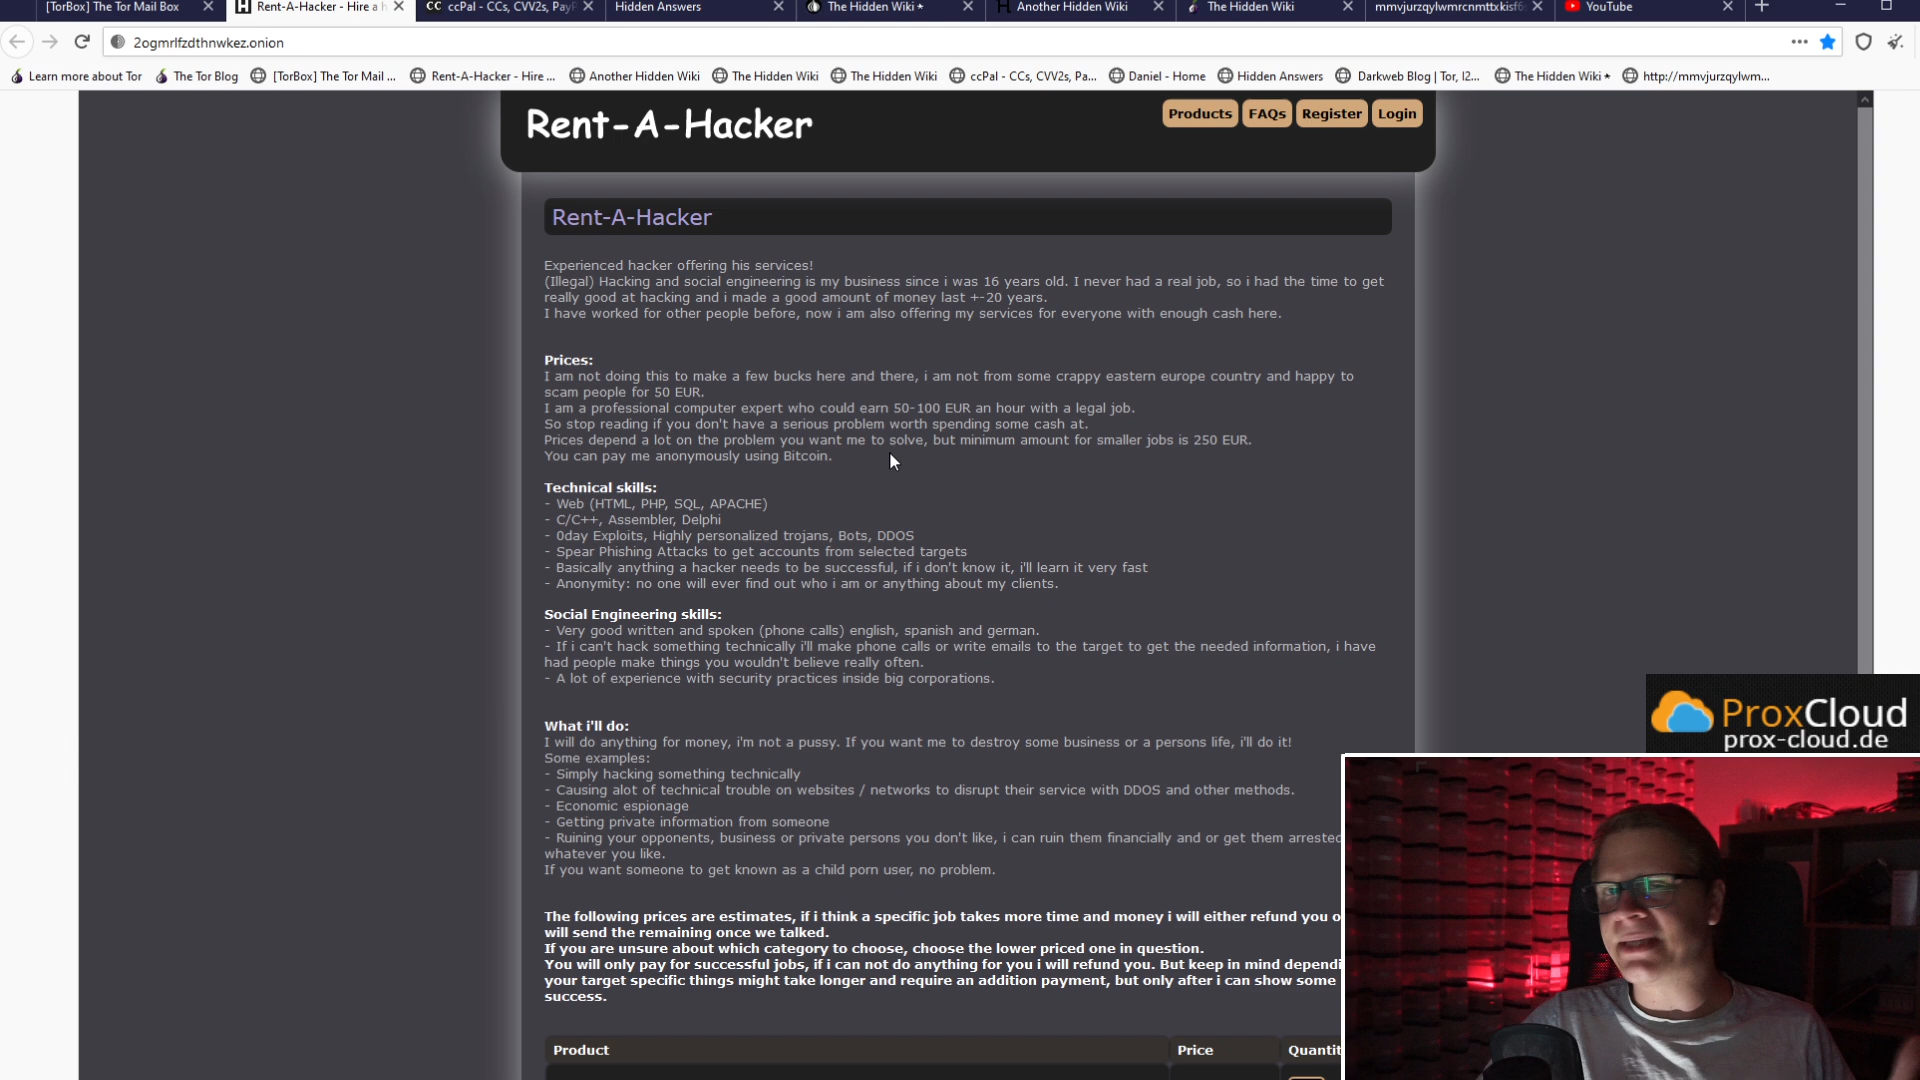 [TorBox] The Tor Mail Box
Rent-A-Hacker - Hire a h
CC ccPal - CCs, CVV2s, PayP
Hidden Answers
The Hidden Wiki *
Another Hidden Wiki
The Hidden Wiki
YouTube
2ogmrlfzdthnwkez.onion
Learn more about Tor
The Tor Blog
[TorBox] The Tor Mail ...
Rent-A-Hacker - Hire ...
Another Hidden Wiki
The Hidden Wiki
The Hidden Wiki
ccPal - CCs, CVV2s, Pa...
Daniel - Home
Hidden Answers
Darkweb Blog | Tor, I2...
The Hidden Wiki *
http://mmvjurzqylwm...
Rent-A-Hacker
Products
FAQs
Register
Login
Rent-A-Hacker
Experienced hacker offering his services!
(Illegal) Hacking and social engineering is my business since i was 16 years old. I never had a real job, so i had the time to get
really good at hacking and i made a good amount of money last +-20 years.
I have worked for other people before, now i am also offering my services for everyone with enough cash here.
Prices:
I am not doing this to make a few bucks here and there, i am not from some crappy eastern europe country and happy to
scam people for 50 EUR.
I am a professional computer expert who could earn 50-100 EUR an hour with a legal job.
So stop reading if you don't have a serious problem worth spending some cash at.
Prices depend a lot on the problem you want me to solve, but minimum amount for smaller jobs is 250 EUR.
You can pay me anonymously using Bitcoin.
Technical skills:
- Web (HTML, PHP, SQL, APACHE)
- C/C++, Assembler, Delphi
- 0day Exploits, Highly personalized trojans, Bots, DDOS
- Spear Phishing Attacks to get accounts from selected targets
- Basically anything a hacker needs to be successful, if i don't know it, i'll learn it very fast
- Anonymity: no one will ever find out who i am or anything about my clients.
Social Engineering skills:
- Very good written and spoken (phone calls) english, spanish and german.
- If i can't hack something technically i'll make phone calls or write emails to the target to get the needed information, i have
had people make things you wouldn't believe really often.
- A lot of experience with security practices inside big corporations.
What i'll do:
I will do anything for money, i'm not a pussy. If you want me to destroy some business or a persons life, i'll do it!
Some examples:
- Simply hacking something technically
- Causing alot of technical trouble on websites / networks to disrupt their service with DDOS and other methods.
- Economic espionage
- Getting private information from someone
- Ruining your opponents, business or private persons you don't like, i can ruin them financially and or get them arrested
whatever you like.
If you want someone to get known as a child porn user, no problem.
The following prices are estimates, if i think a specific job takes more time and money i will either refund you o
will send the remaining once we talked.
If you are unsure about which category to choose, choose the lower priced one in question.
You will only pay for successful jobs, if i can not do anything for you i will refund you. But keep in mind dependi
your target specific things might take longer and require an addition payment, but only after i can show some
success.
Product
Price
Quantit
ProxCloud
prox-cloud.de